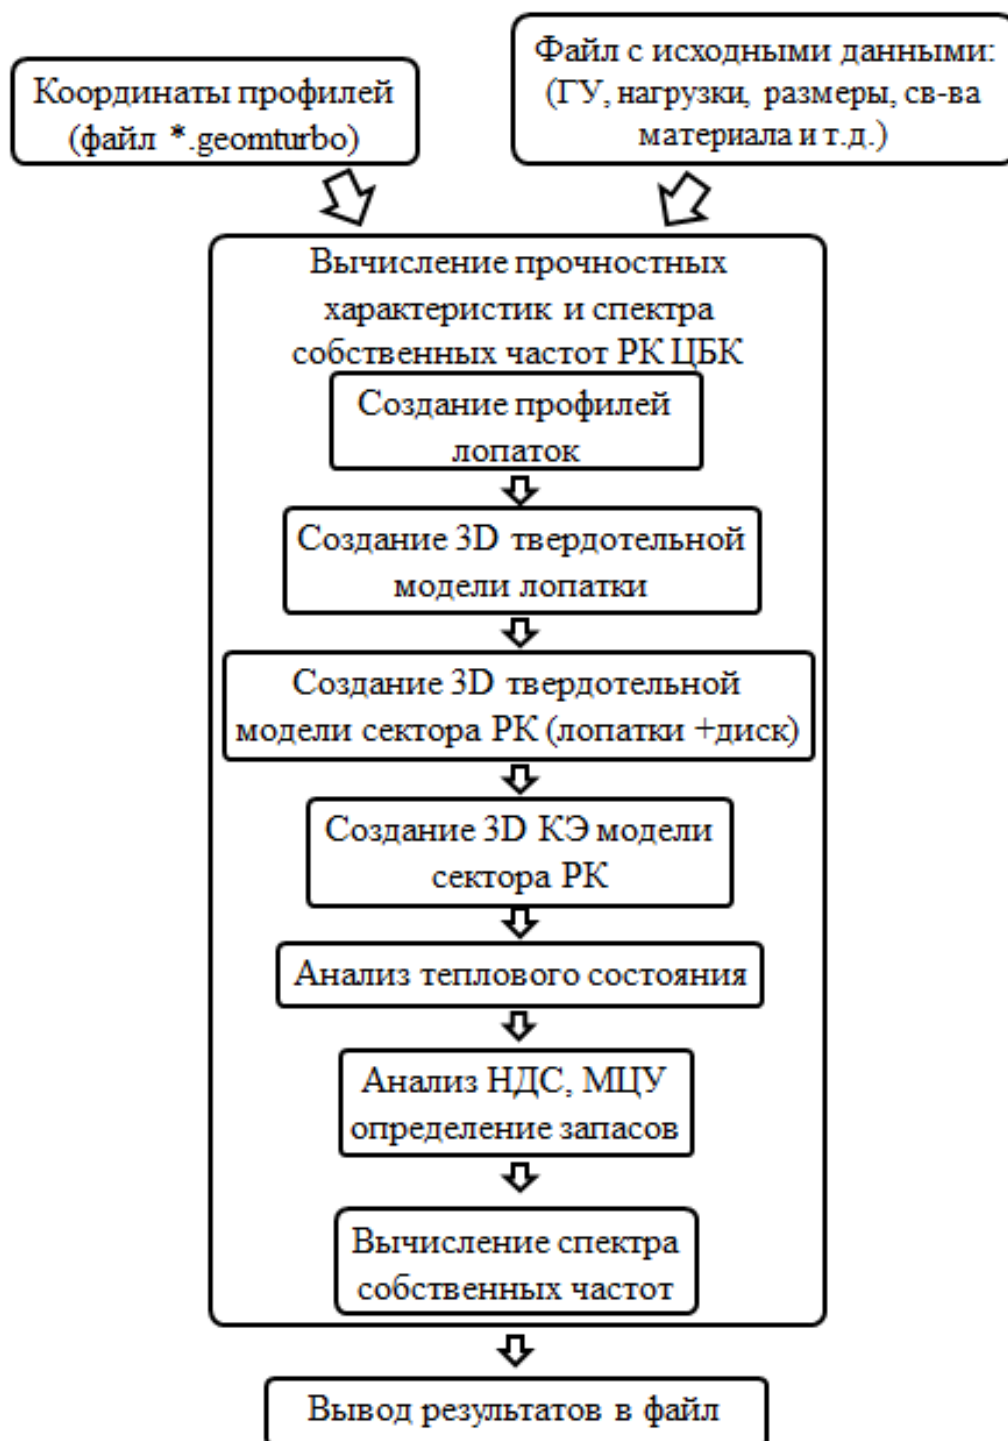 Координаты профилей
(файл *.geomturbo)
Файл с исходными данными:
(ГУ, нагрузки, размеры, св-ва
материала и т.д.)
Вычисление прочностных
характеристик и спектра
собственных частот РК ЦБК
Создание профилей
лопаток
Создание 3D твердотельной
модели лопатки
Создание 3D твердотельной
модели сектора РК (лопатки +диск)
Создание 3D КЭ модели
сектора РК
Анализ теплового состояния
Анализ НДС, МЦУ
определение запасов
Вычисление спектра
собственных частот
Вывод результатов в файл